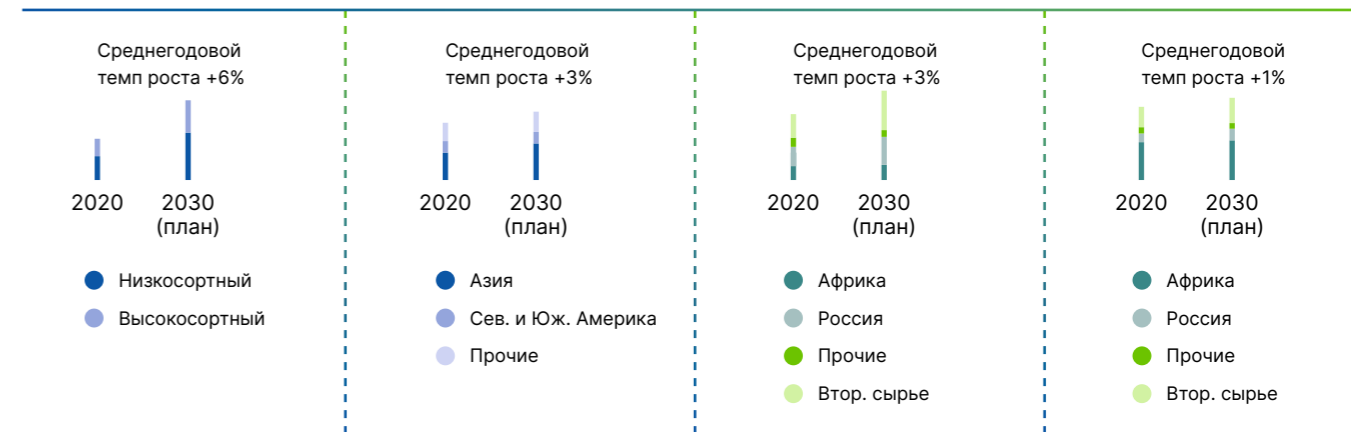 Среднегодовой
темп роста +6%
2020
2030
(план)
Низкосортный
Высокосортный
Среднегодовой
темп роста +3%
2020
2030
(план)
Азия
Сев. и Юж. Америка
Прочие
Среднегодовой
темп роста +3%
2020
2030
(план)
Африка
Россия
Прочие
Втор. сырье
Среднегодовой
темп роста +1%
2020
2030
(план)
Африка
Россия
Прочие
Втор. сырье